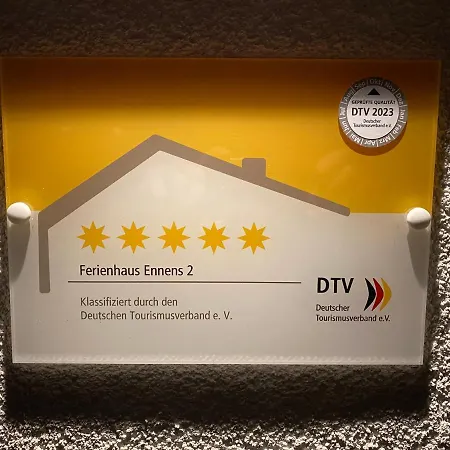 GEPRÜFTE QUALITÄT
DTV 2023
Deutscher
Tourismusverband e.V.
Ferienhaus Ennens 2
Klassifiziert durch den
Deutschen Tourismusverband e. V.
DTV
Deutscher
Tourismusverband e.V.